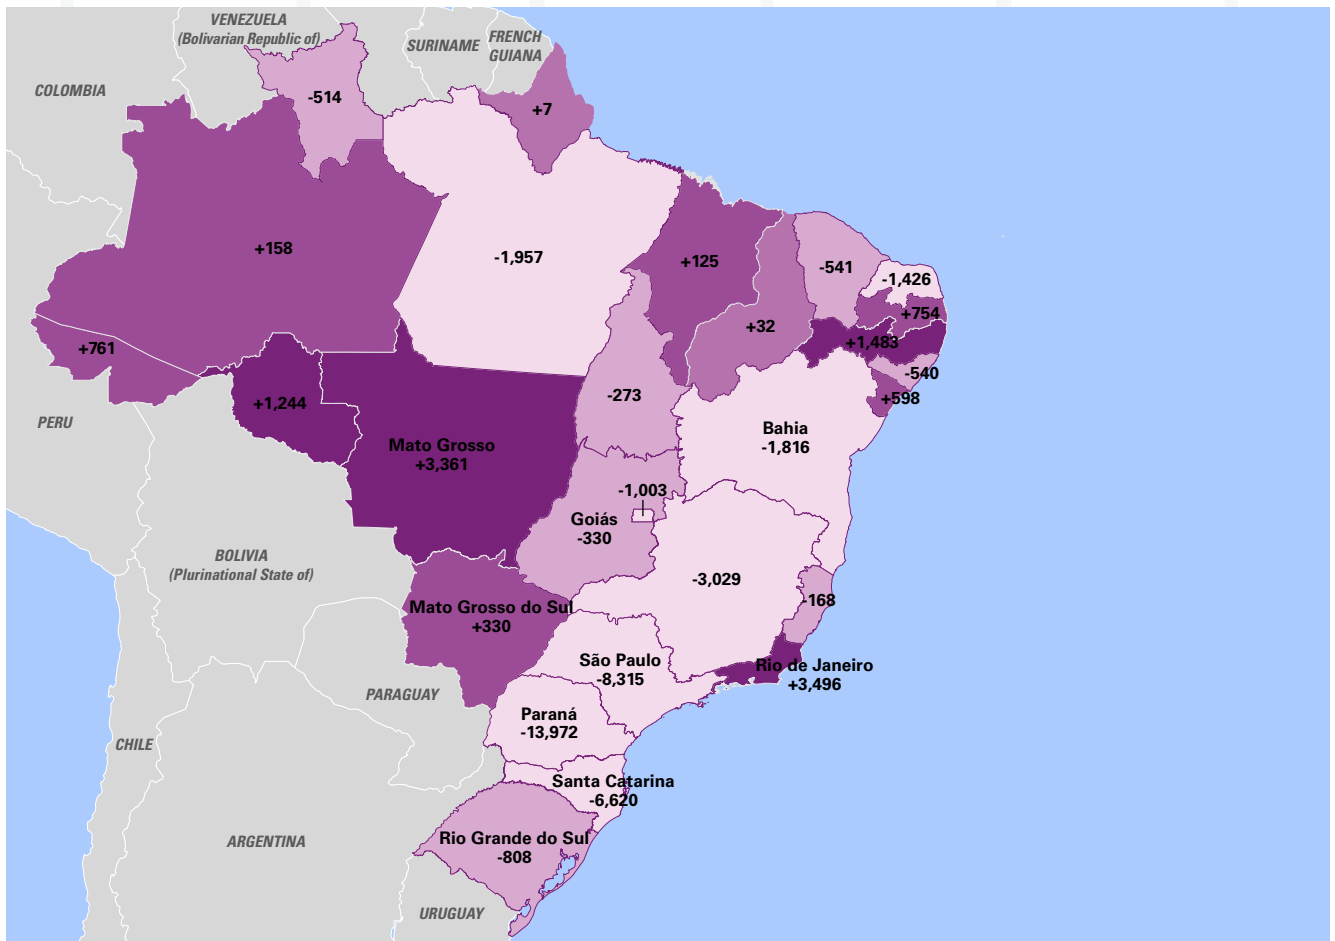 VENEZUELA
(Bolivarian Republic of)
SURINAME
FRENCH
GUIANA
COLOMBIA
-514
+7
+158
-1,957
+125
-541
-1,426
+754
+32
+1,483
+761
-540
+598
-273
+1,244
PERU
Bahia
-1,816
Mato Grosso
+3,361
-1,003
Goiás
-330
BOLIVIA
(Plurinational State of)
-3,029
-168
Mato Grosso do Sul
+330
São Paulo
-8,315
Rio de Janeiro
+3,496
PARAGUAY
Paraná
-13,972
CHILE
Santa Catarina
-6,620
ARGENTINA
Rio Grande do Sul
-808
URUGUAY